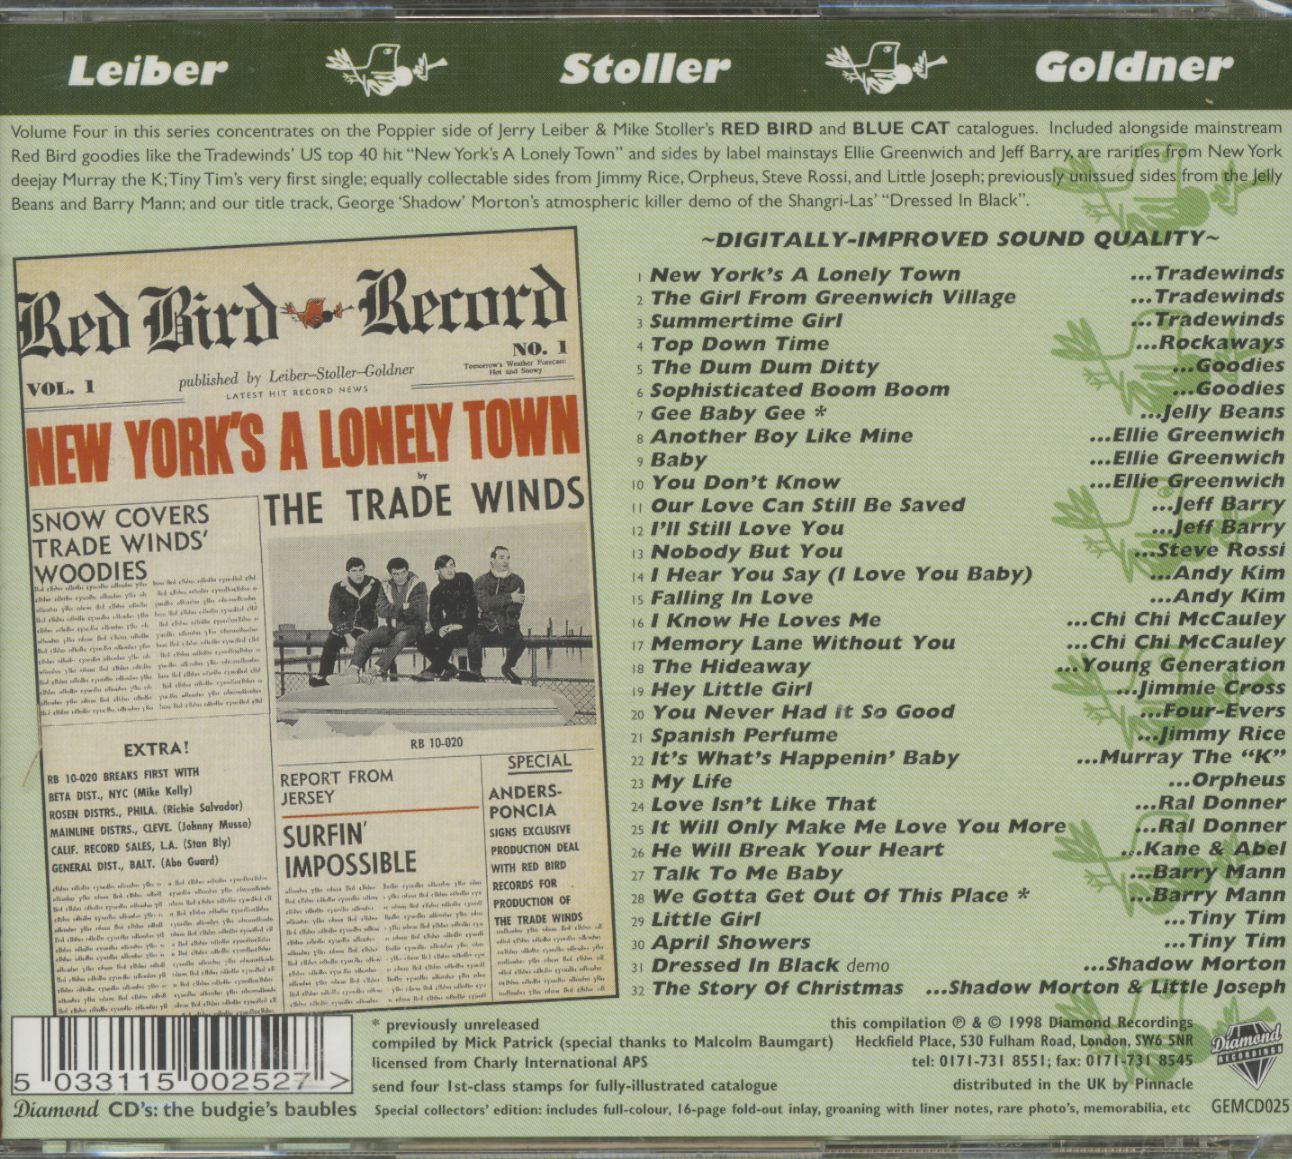 Leiber Stoller Goldner
Volume Four in this series concentrates on the Poppier side of Jerry Leiber & Mike Stoller's RED BIRD and BLUE CAT catalogues. Included alongside mainstream
Red Bird goodies like the Tradewinds' US top 40 hit "New York's A Lonely Town" and sides by label mainstays Ellie Greenwich and Jeff Barry, are rarities from New York
deejay Murray the K; Tiny Tim's very first single; equally collectable sides from Jimmy Rice, Orpheus, Steve Rossi, and Little Joseph; previously unissued sides from the Jelly
Beans and Barry Mann; and our title track, George 'Shadow' Morton's atmospheric killer demo of the Shangri-Las' "Dressed In Black".
Red Bird Record
VOL. 1
published by Leiber-Stoller-Goldner
LATEST HIT RECORD NEWS
NO. 1
Tomorrow's Weather Forecast:
Hot and Snowy
NEW YORK'S A LONELY TOWN
by
THE TRADE WINDS
SNOW COVERS
TRADE WINDS'
WOODIES
RB 10-020
EXTRA!
RB 10-020 BREAKS FIRST WITH
BETA DIST., NYC (Mike Kelly)
ROSEN DISTRS., PHILA. (Richie Salvador)
MAINLINE DISTRS., CLEVE. (Johnny Musso)
CALIF. RECORD SALES, L.A. (Stan Bly)
GENERAL DIST., BALT. (Abe Guard)
REPORT FROM
JERSEY
SURFIN'
IMPOSSIBLE
SPECIAL
ANDERS-
PONCIA
SIGNS EXCLUSIVE
PRODUCTION DEAL
WITH RED BIRD
RECORDS FOR
PRODUCTION OF
THE TRADE WINDS
~DIGITALLY-IMPROVED SOUND QUALITY~
1 New York's A Lonely Town ...Tradewinds
2 The Girl From Greenwich Village ...Tradewinds
3 Summertime Girl ...Tradewinds
4 Top Down Time ...Rockaways
5 The Dum Dum Ditty ...Goodies
6 Sophisticated Boom Boom ...Goodies
7 Gee Baby Gee * ...Jelly Beans
8 Another Boy Like Mine ...Ellie Greenwich
9 Baby ...Ellie Greenwich
10 You Don't Know ...Ellie Greenwich
11 Our Love Can Still Be Saved ...Jeff Barry
12 I'll Still Love You ...Jeff Barry
13 Nobody But You ...Steve Rossi
14 I Hear You Say (I Love You Baby) ...Andy Kim
15 Falling In Love ...Andy Kim
16 I Know He Loves Me ...Chi Chi McCauley
17 Memory Lane Without You ...Chi Chi McCauley
18 The Hideaway ...Young Generation
19 Hey Little Girl ...Jimmie Cross
20 You Never Had it So Good ...Four-Evers
21 Spanish Perfume ...Jimmy Rice
22 It's What's Happenin' Baby ...Murray The "K"
23 My Life ...Orpheus
24 Love Isn't Like That ...Ral Donner
25 It Will Only Make Me Love You More ...Ral Donner
26 He Will Break Your Heart ...Kane & Abel
27 Talk To Me Baby ...Barry Mann
28 We Gotta Get Out Of This Place * ...Barry Mann
29 Little Girl ...Tiny Tim
30 April Showers ...Tiny Tim
31 Dressed In Black demo ...Shadow Morton
32 The Story Of Christmas ...Shadow Morton & Little Joseph
5 033115 002527 >
* previously unreleased
compiled by Mick Patrick (special thanks to Malcolm Baumgart)
licensed from Charly International APS
send four 1st-class stamps for fully-illustrated catalogue
this compilation ℗ & © 1998 Diamond Recordings
Heckfield Place, 530 Fulham Road, London, SW6 5NR
tel: 0171-731 8551; fax: 0171-731 8545
distributed in the UK by Pinnacle
Diamond
RECORDINGS
Diamond CD's: the budgie's baubles
Special collectors' edition: includes full-colour, 16-page fold-out inlay, groaning with liner notes, rare photo's, memorabilia, etc
GEMCD025